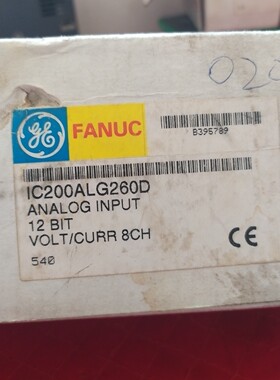 020
GE FANUC
B395789
IC200ALG260D
ANALOG INPUT
12 BIT
VOLT/CURR 8CH
CE
540